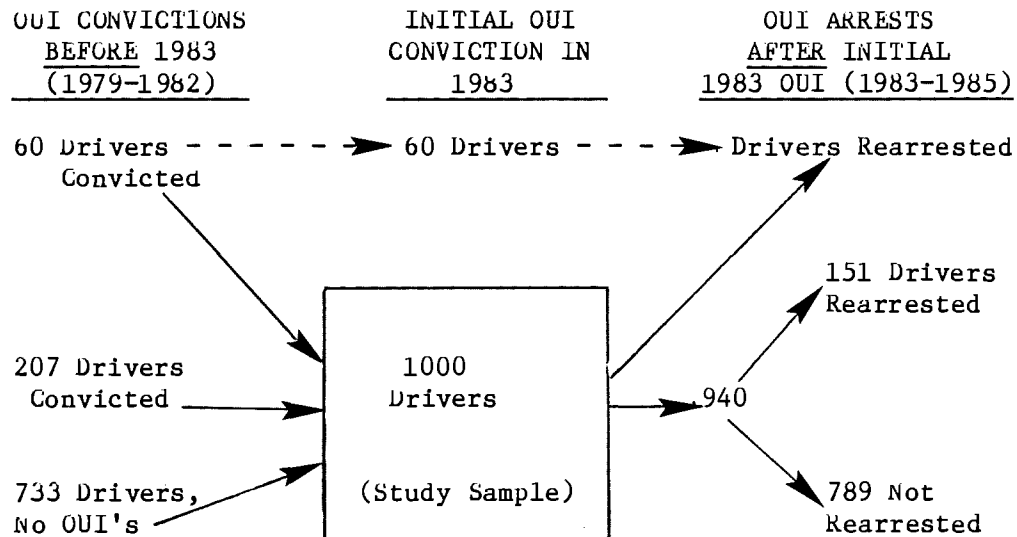 OUI CONVICTIONS
BEFORE 1983
(1979-1982)
INITIAL OUI
CONVICTION IN
1983
OUI ARRESTS
AFTER INITIAL
1983 OUI (1983-1985)
60 Drivers
Convicted
60 Drivers
Drivers Rearrested
151 Drivers
Rearrested
207 Drivers
Convicted
1000
Drivers
940
733 Drivers,
No OUI's
(Study Sample)
789 Not
Rearrested